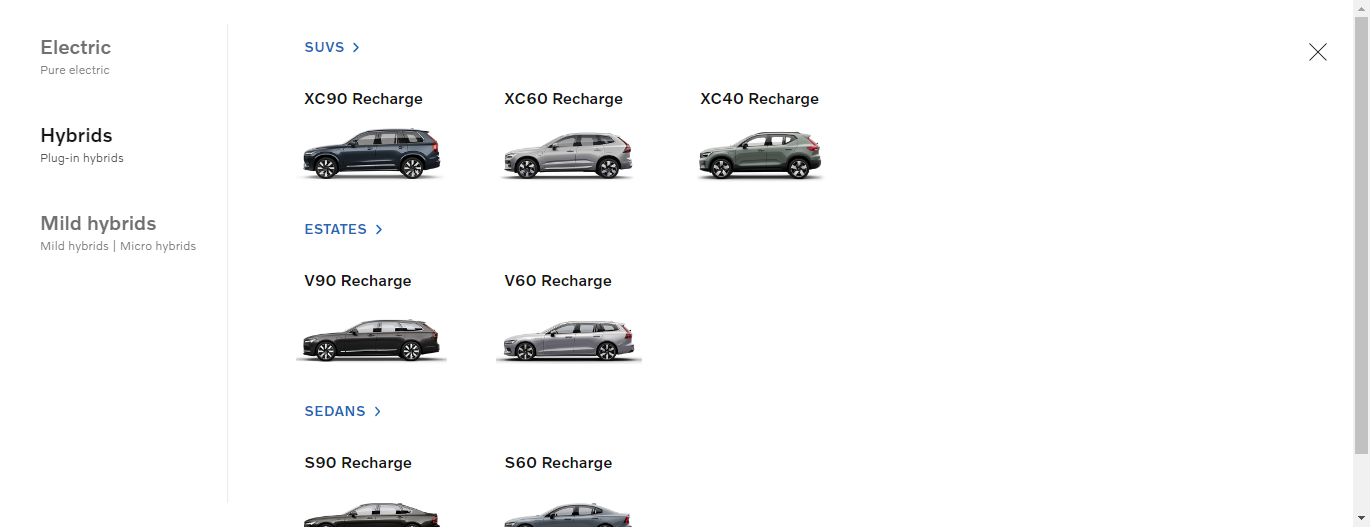 Electric
Pure electric
Hybrids
Plug-in hybrids
Mild hybrids
Mild hybrids | Micro hybrids
SUVS
XC90 Recharge
XC60 Recharge
XC40 Recharge
ESTATES
V90 Recharge
V60 Recharge
SEDANS
S90 Recharge
S60 Recharge